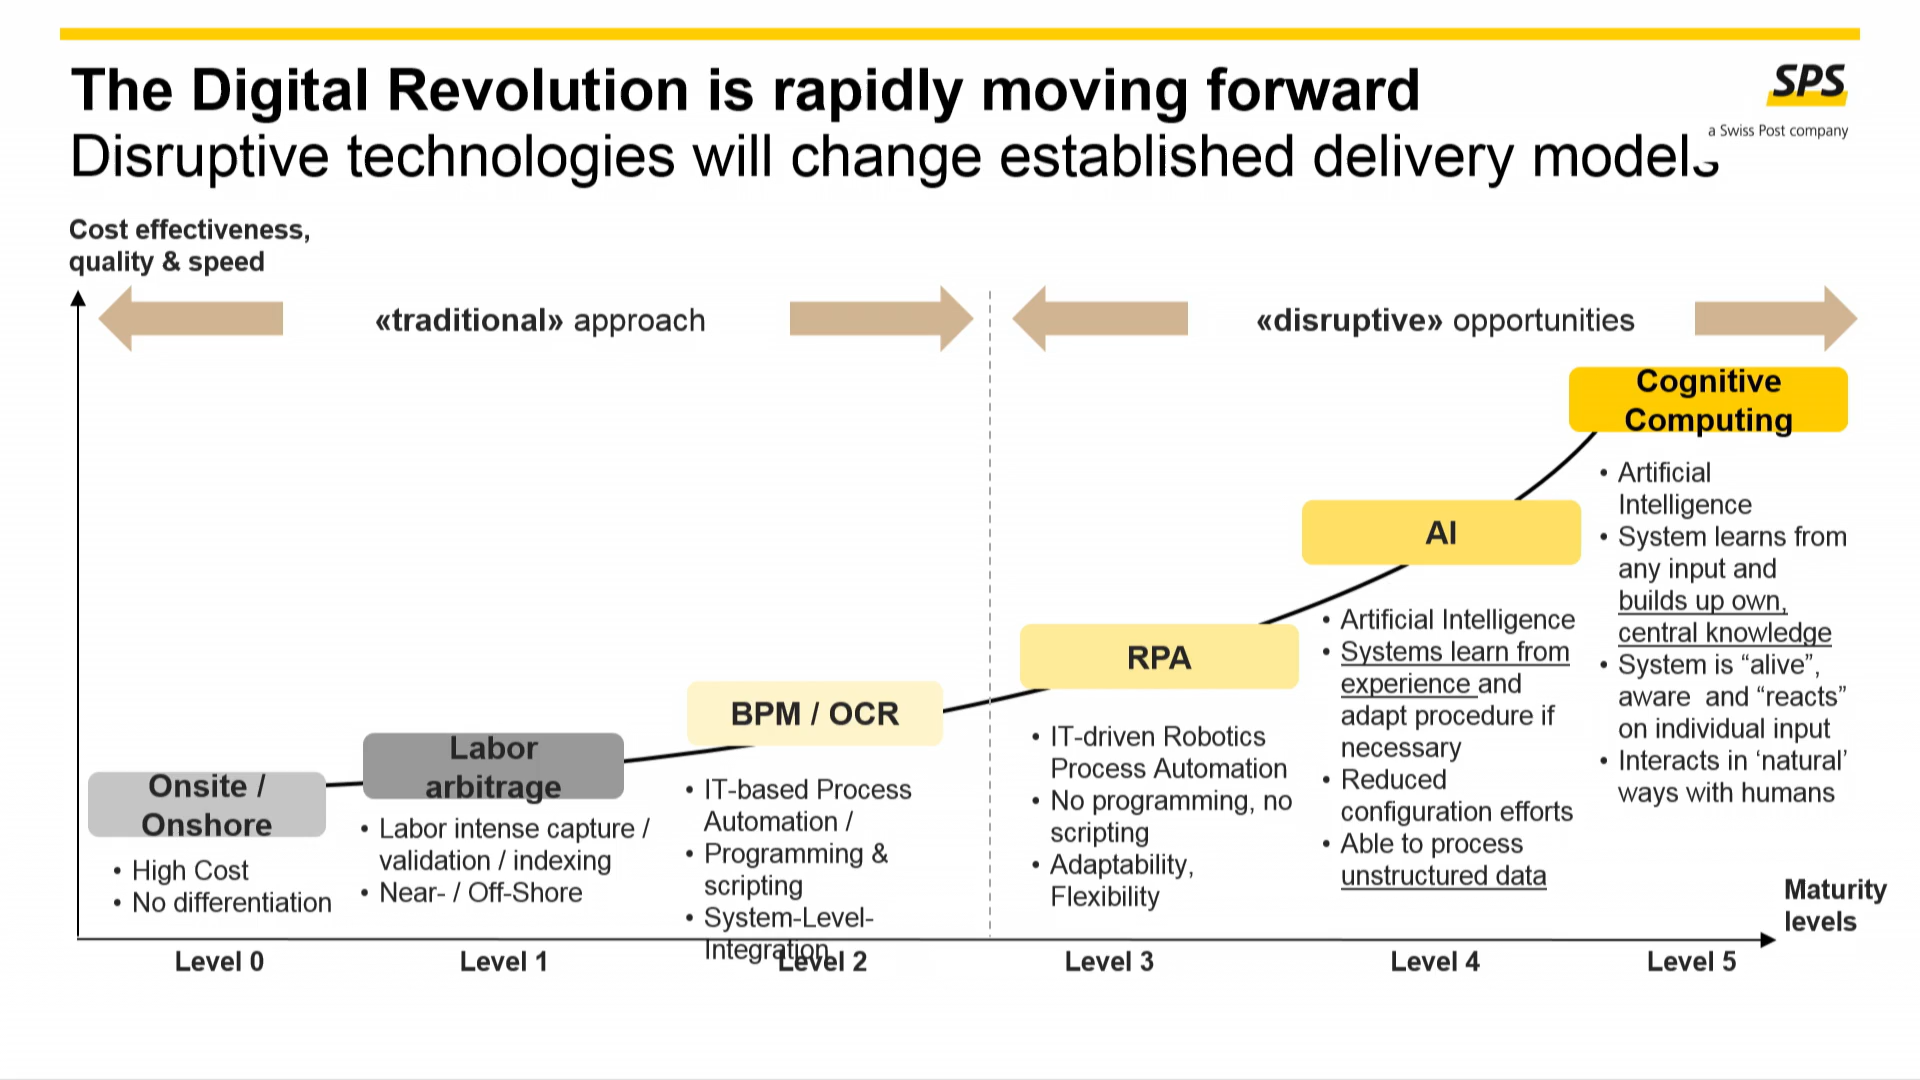 The Digital Revolution is rapidly moving forward
Disruptive technologies will change established delivery models
SPS
a Swiss Post company
Cost effectiveness,
quality & speed
«traditional» approach
«disruptive» opportunities
Onsite /
Onshore
• High Cost
• No differentiation
Labor
arbitrage
• Labor intense capture /
validation / indexing
• Near- / Off-Shore
BPM / OCR
• IT-based Process
Automation /
• Programming &
scripting
• System-Level-
Integration
RPA
• IT-driven Robotics
Process Automation
• No programming, no
scripting
• Adaptability,
Flexibility
AI
• Artificial Intelligence
• Systems learn from
experience and
adapt procedure if
necessary
• Reduced
configuration efforts
• Able to process
unstructured data
Cognitive
Computing
• Artificial
Intelligence
• System learns from
any input and
builds up own,
central knowledge
• System is “alive”,
aware  and “reacts”
on individual input
• Interacts in ‘natural’
ways with humans
Maturity
levels
Level 0
Level 1
Level 2
Level 3
Level 4
Level 5